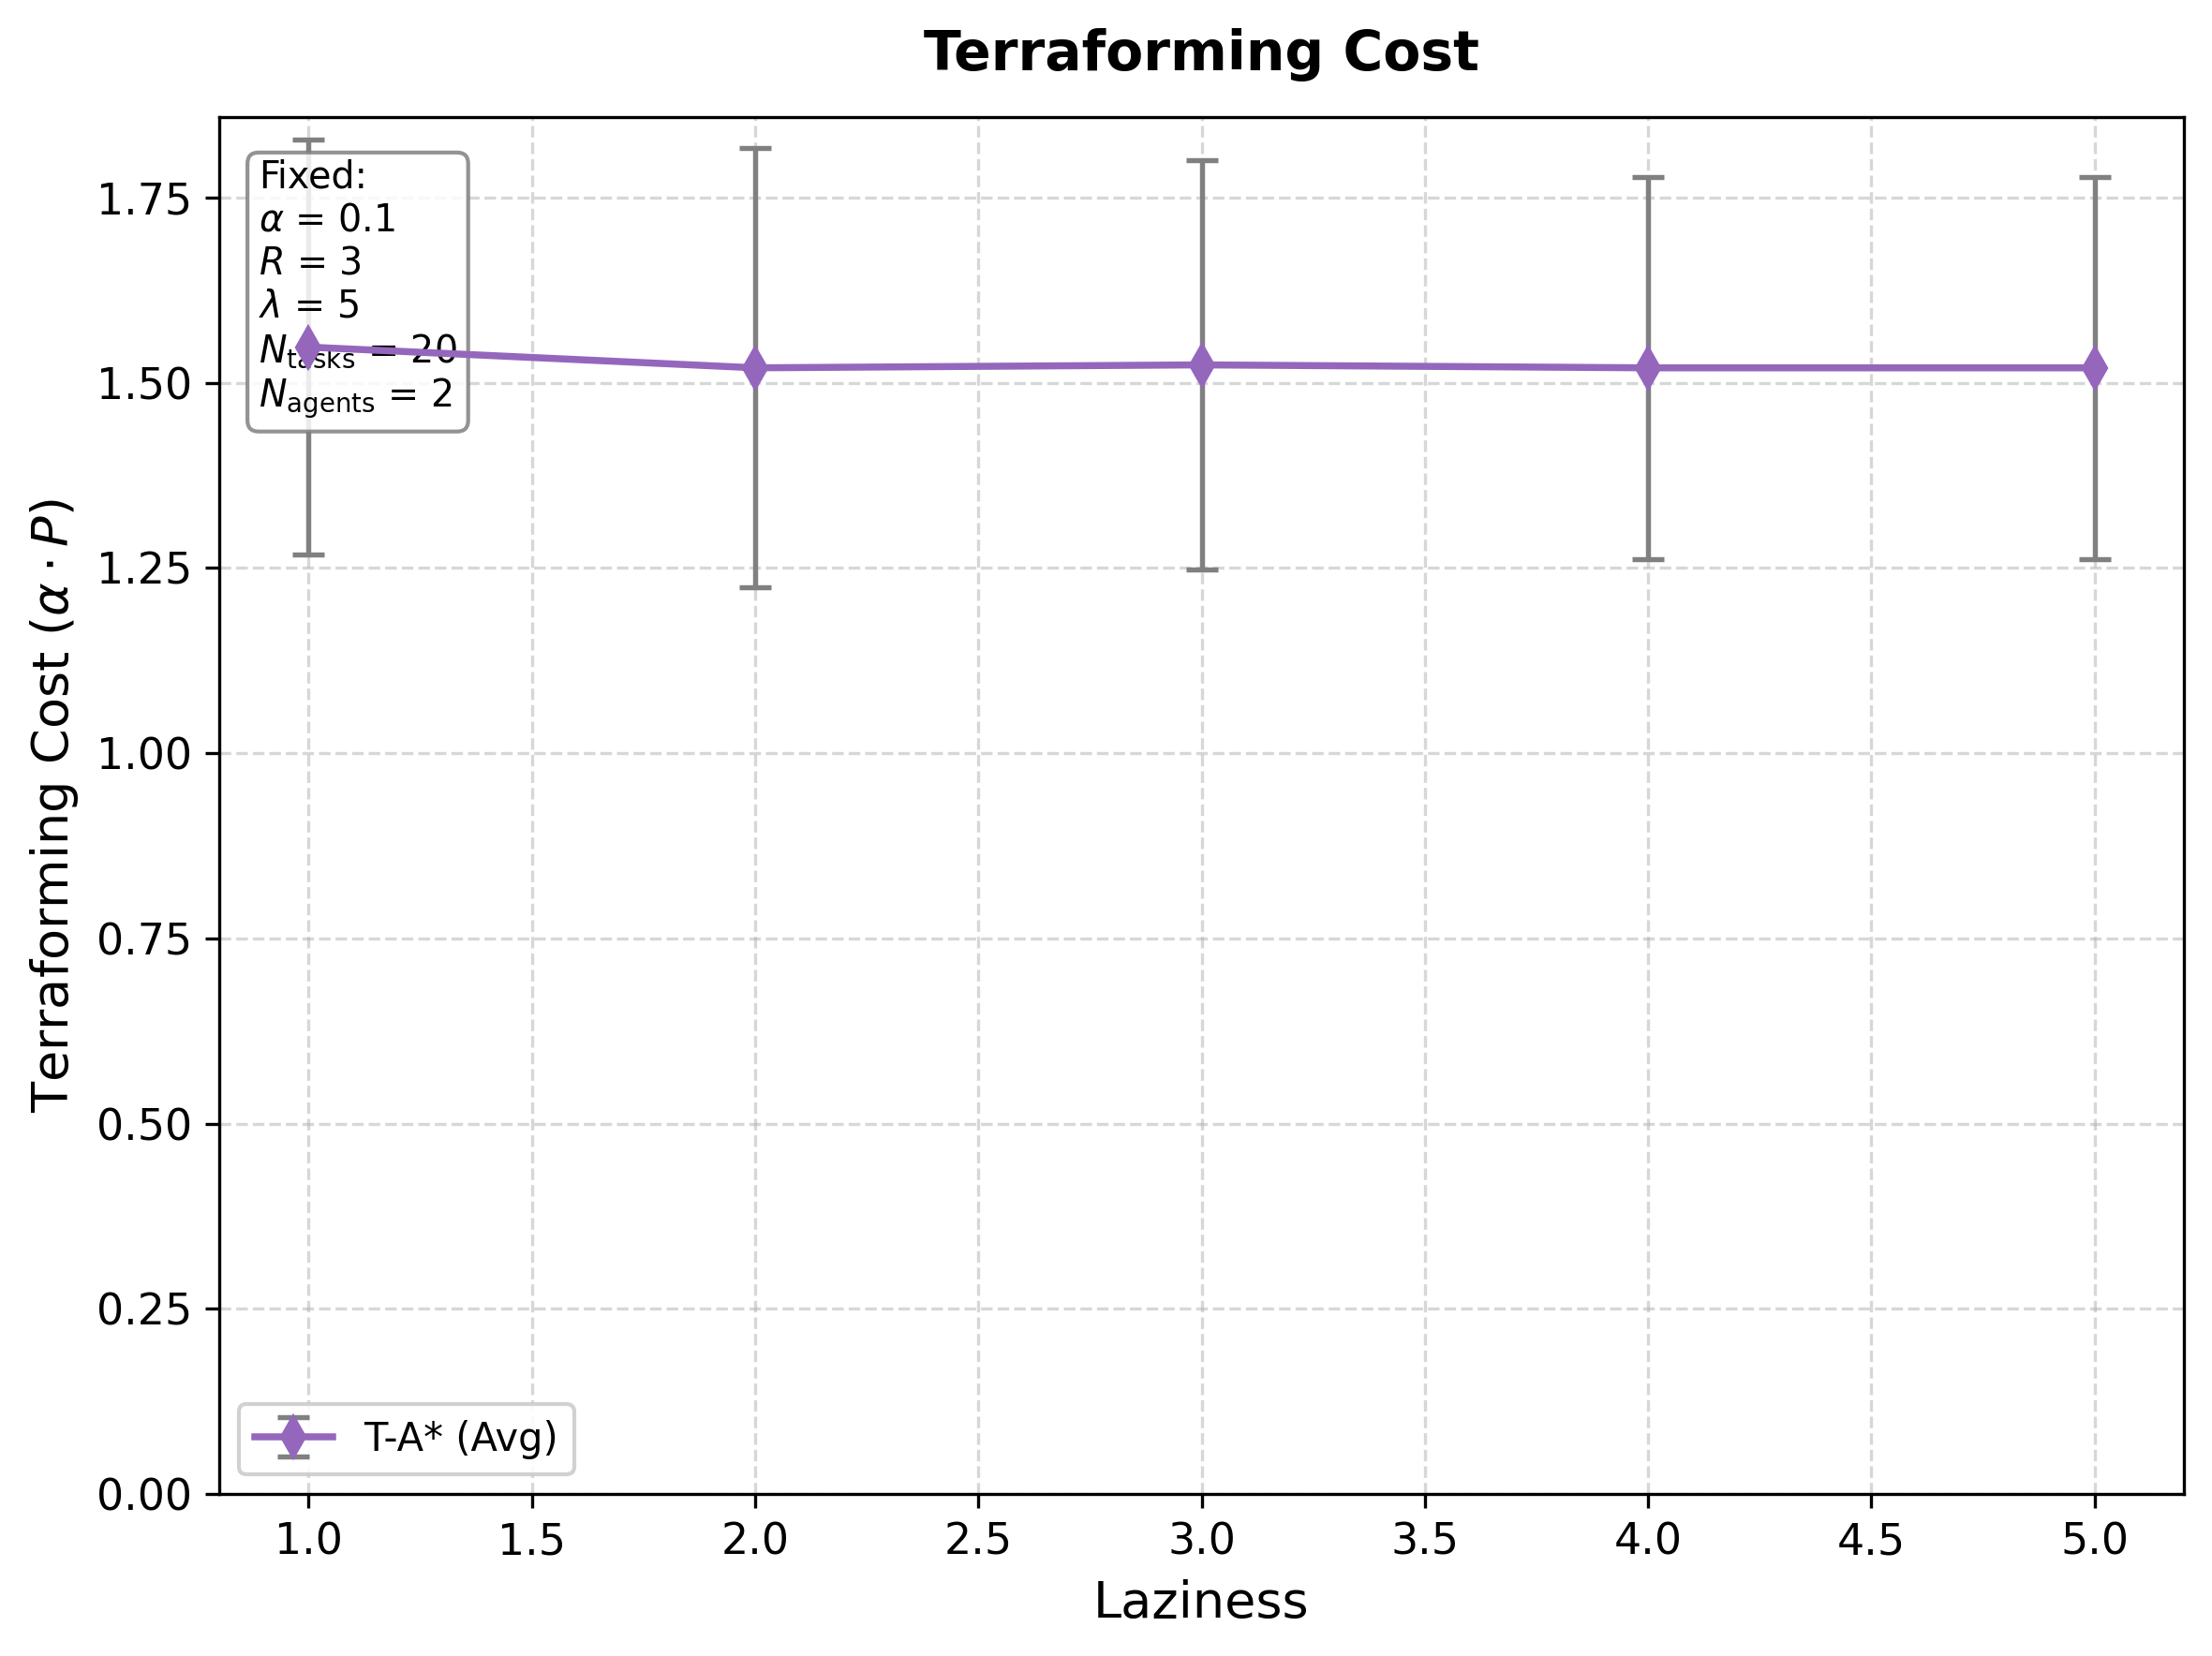 Terraforming Cost
Terraforming Cost (α · P)
1.75
1.50
1.25
1.00
0.75
0.50
0.25
0.00
Fixed:
α = 0.1
R = 3
λ = 5
N_tasks = 20
N_agents = 2
T-A* (Avg)
1.0 1.5 2.0 2.5 3.0 3.5 4.0 4.5 5.0
Laziness